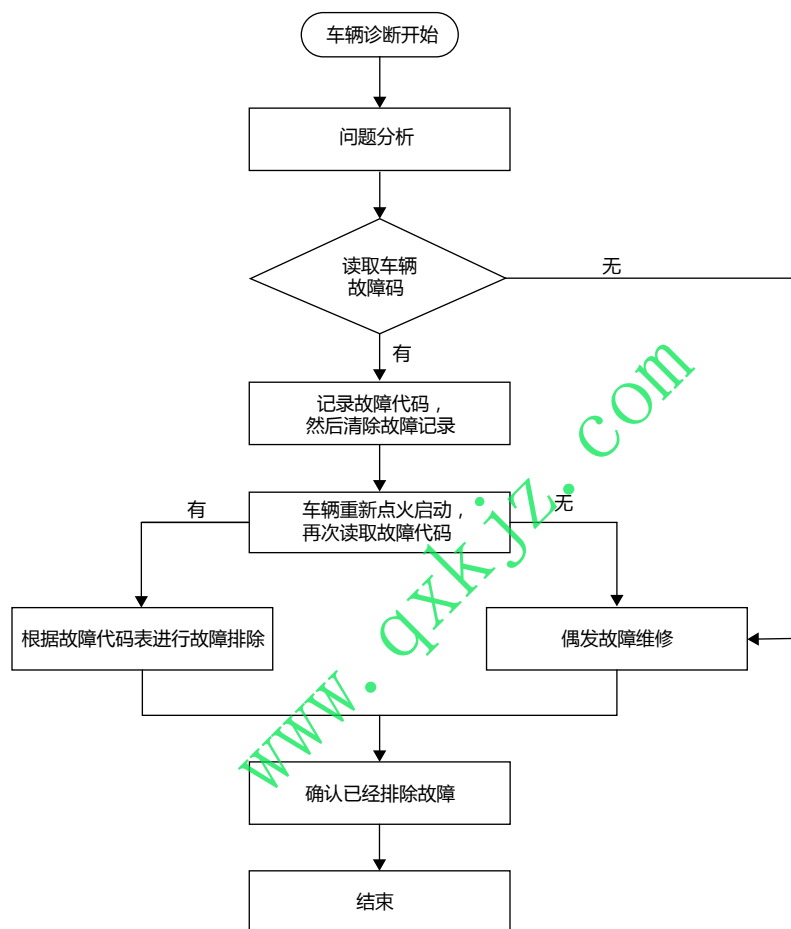 车辆诊断开始
问题分析
读取车辆
故障码
无
有
记录故障代码，
然后清除故障记录
有
车辆重新点火启动，
再次读取故障代码
无
根据故障代码表进行故障排除
偶发故障维修
确认已经排除故障
结束
www.qxkjz.com